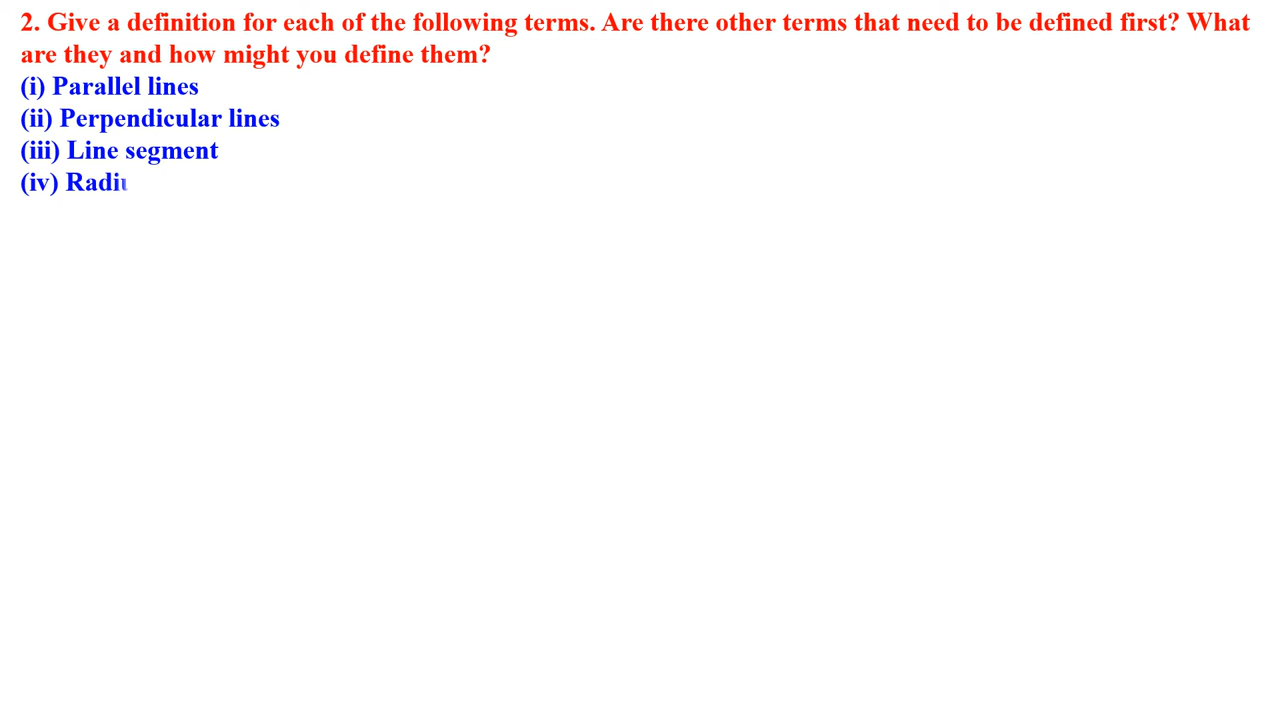 2. Give a definition for each of the following terms. Are there other terms that need to be defined first? What
are they and how might you define them?
(i) Parallel lines
(ii) Perpendicular lines
(iii) Line segment
(iv) Radiu